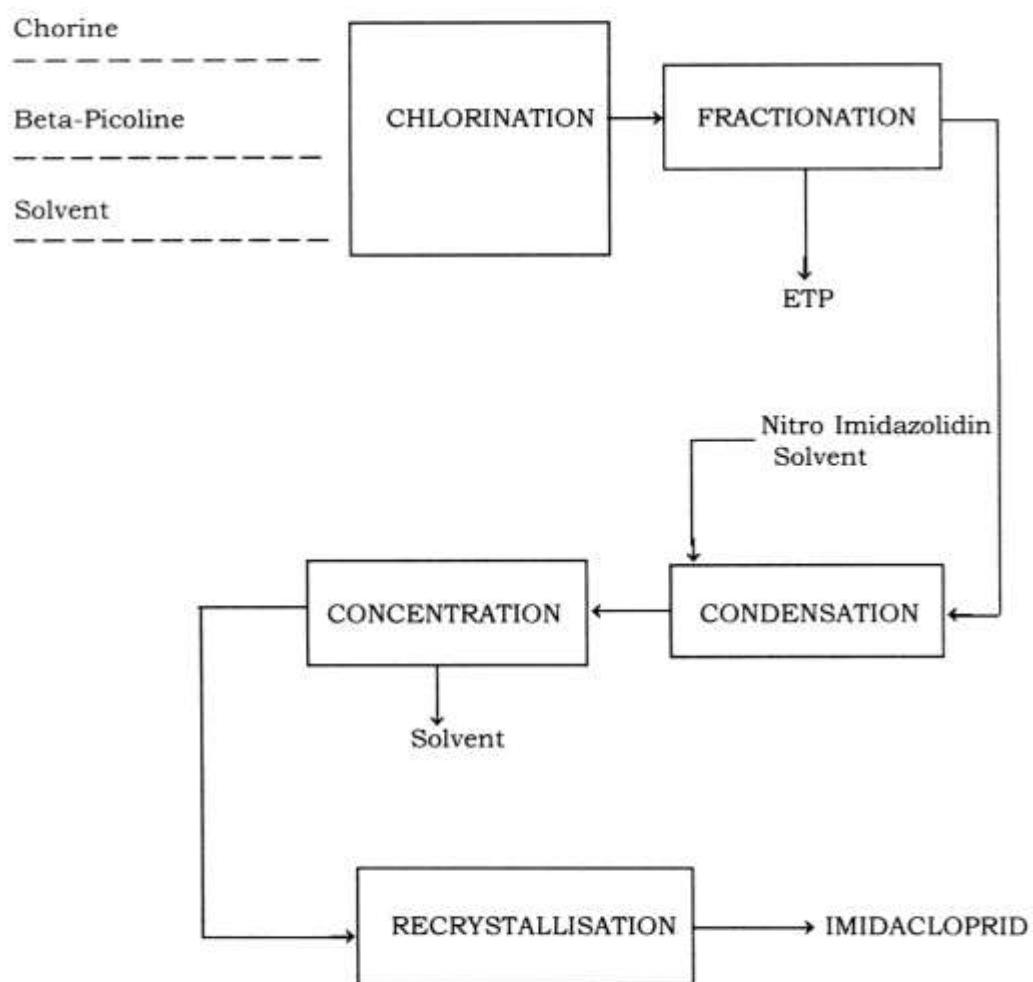 Chorine
CHLORINATION
FRACTIONATION
Beta-Picoline
Solvent
ETP
Nitro Imidazolidin
Solvent
CONCENTRATION
CONDENSATION
Solvent
RECRYSTALLISATION
IMIDACLOPRID